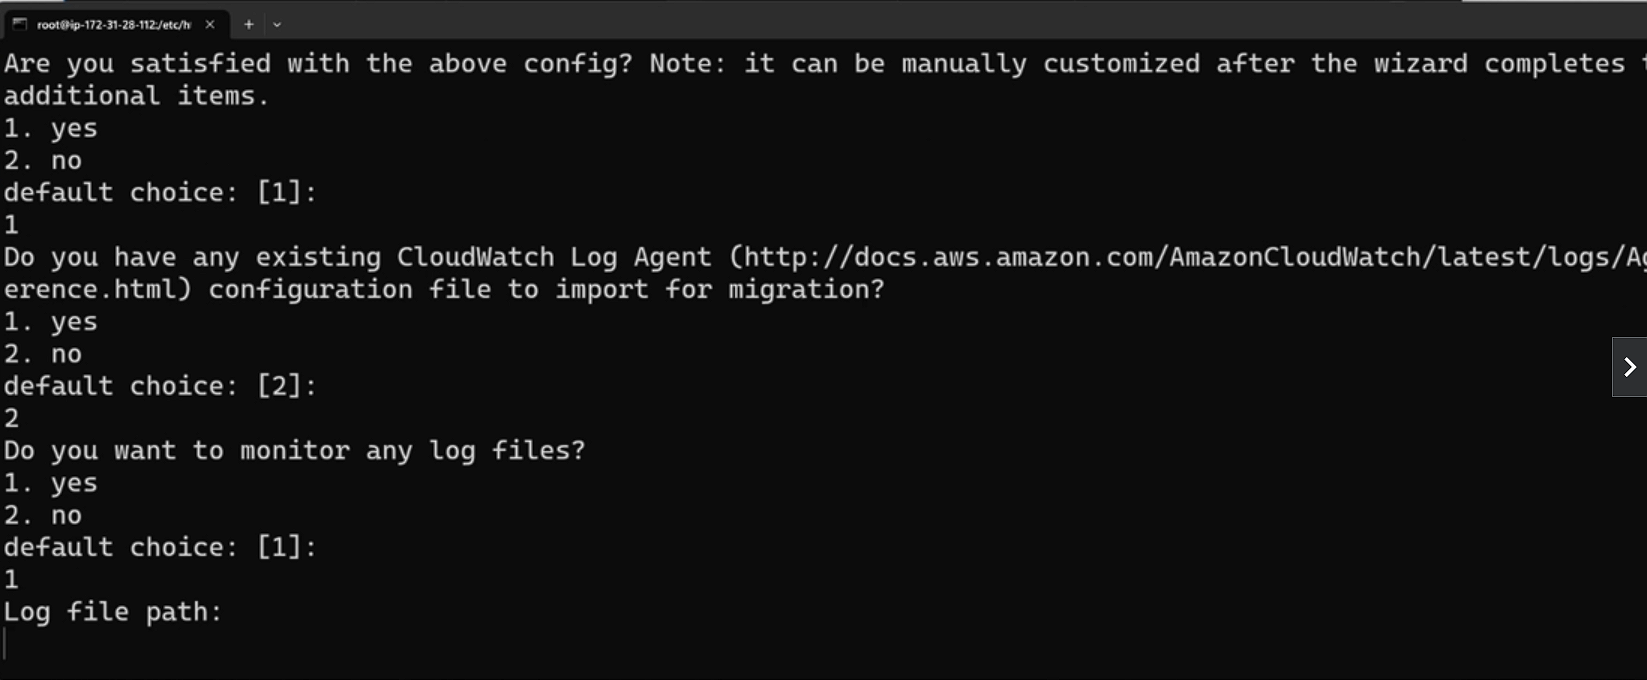 root@ip-172-31-28-112:/etc/h
Are you satisfied with the above config? Note: it can be manually customized after the wizard completes
additional items.
1. yes
2. no
default choice: [1]:
1
Do you have any existing CloudWatch Log Agent (http://docs.aws.amazon.com/AmazonCloudWatch/latest/logs/A
erence.html) configuration file to import for migration?
1. yes
2. no
default choice: [2]:
2
Do you want to monitor any log files?
1. yes
2. no
default choice: [1]:
1
Log file path: